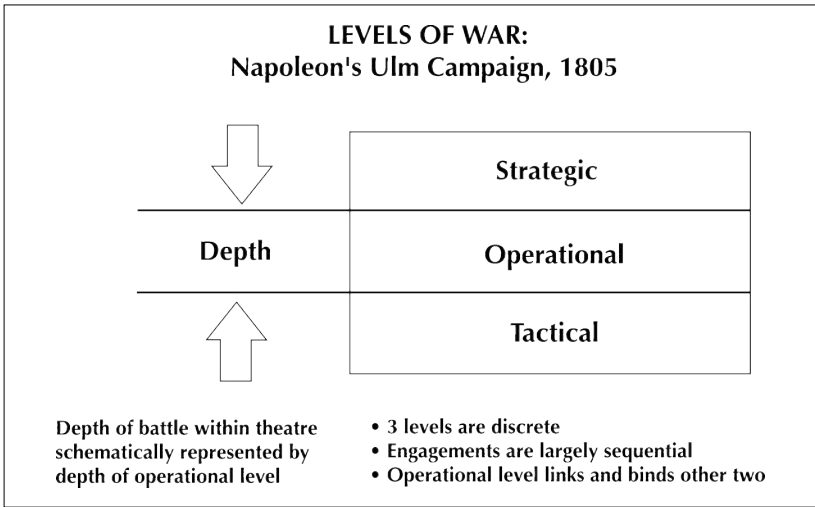 LEVELS OF WAR:
Napoleon's Ulm Campaign, 1805
Strategic
Depth
Operational
Tactical
Depth of battle within theatre
schematically represented by
depth of operational level
• 3 levels are discrete
• Engagements are largely sequential
• Operational level links and binds other two